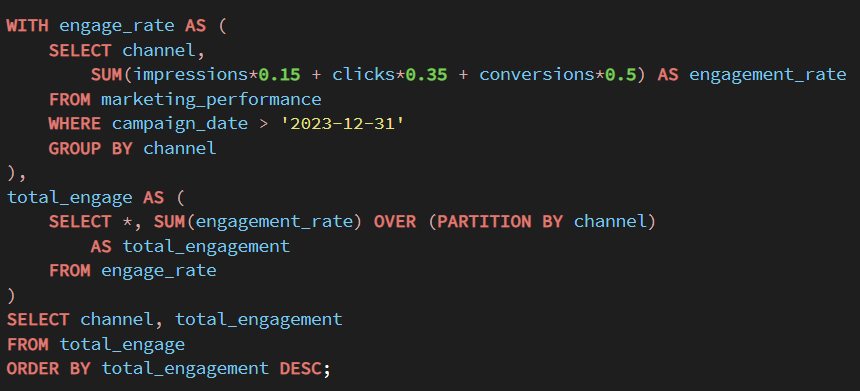 WITH engage_rate AS (
    SELECT channel,
        SUM(impressions*0.15 + clicks*0.35 + conversions*0.5) AS engagement_rate
    FROM marketing_performance
    WHERE campaign_date > '2023-12-31'
    GROUP BY channel
),
total_engage AS (
    SELECT *, SUM(engagement_rate) OVER (PARTITION BY channel)
        AS total_engagement
    FROM engage_rate
)
SELECT channel, total_engagement
FROM total_engage
ORDER BY total_engagement DESC;